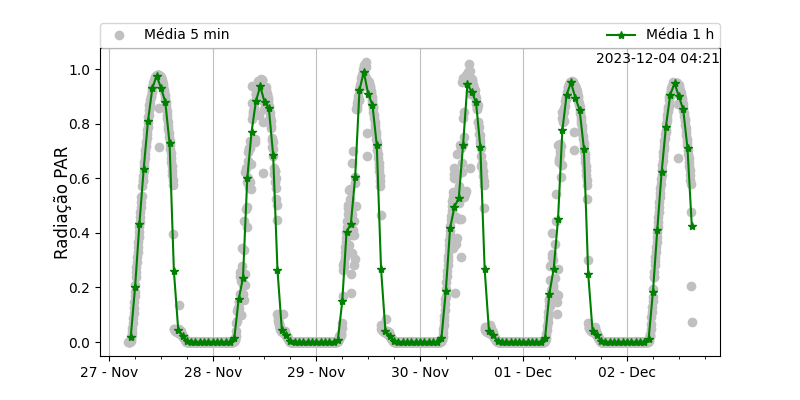 Média 5 min
Média 1 h
2023-12-04 04:21
Radiação PAR
1.0
0.8
0.6
0.4
0.2
0.0
27 - Nov
28 - Nov
29 - Nov
30 - Nov
01 - Dec
02 - Dec